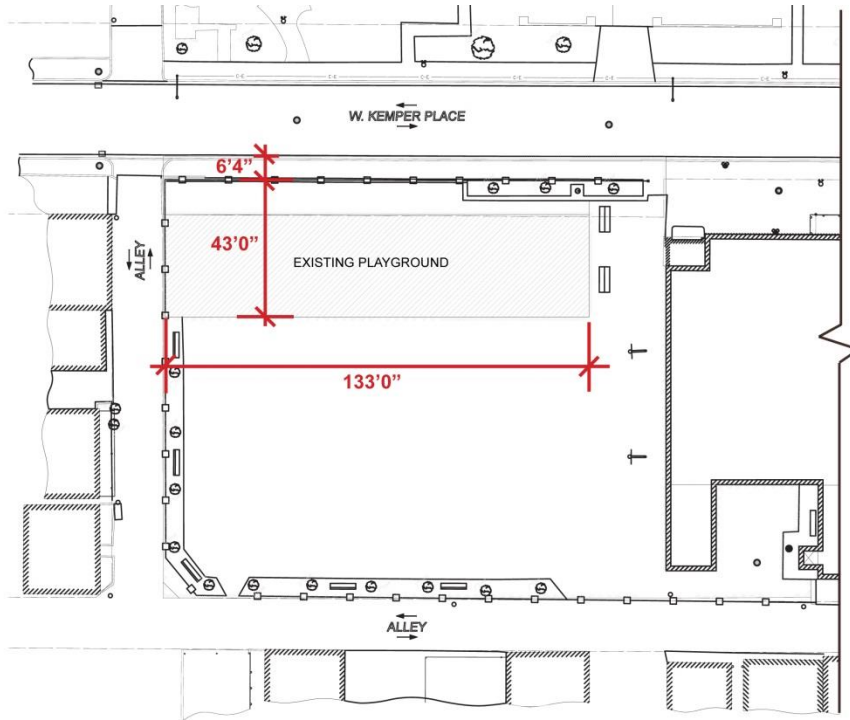 W. KEMPER PLACE
6'4"
43'0"
ALLEY
EXISTING PLAYGROUND
133'0"
ALLEY